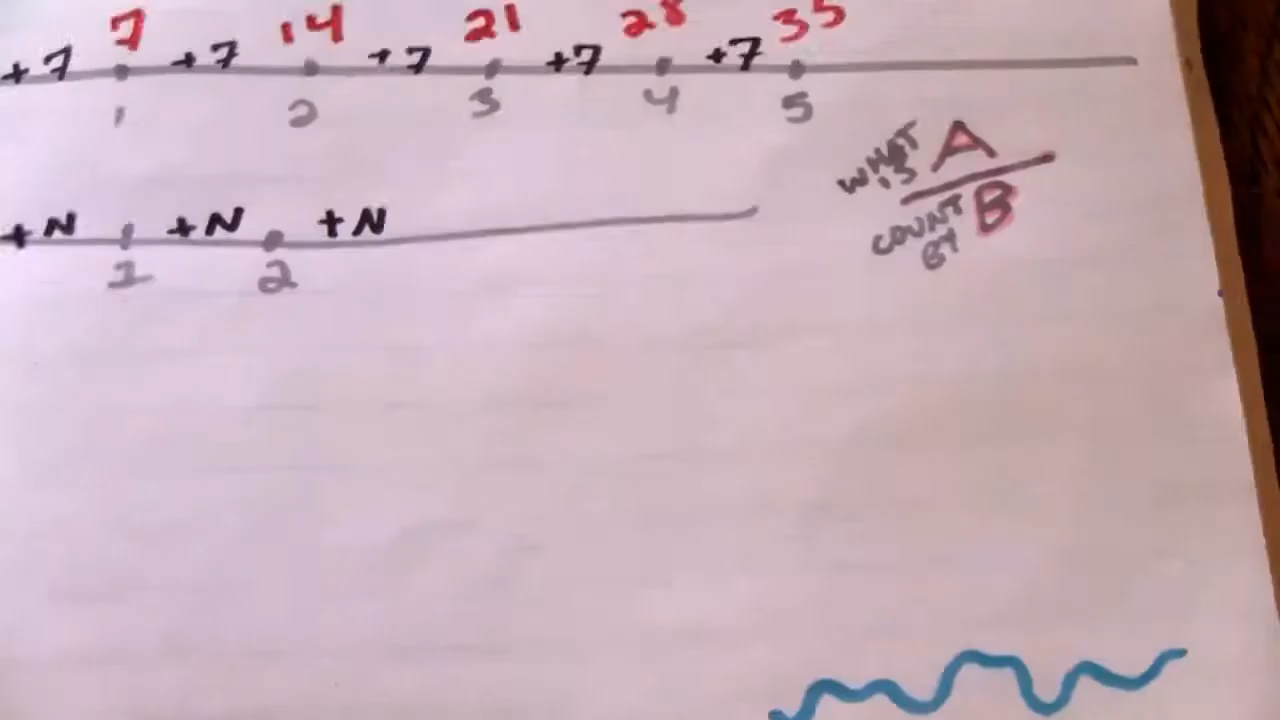 7 14 21 28 35
+7 +7 +7 +7 +7
1 2 3 4 5
WHAT IS A
COUNT BY B
+N +N +N
1 2